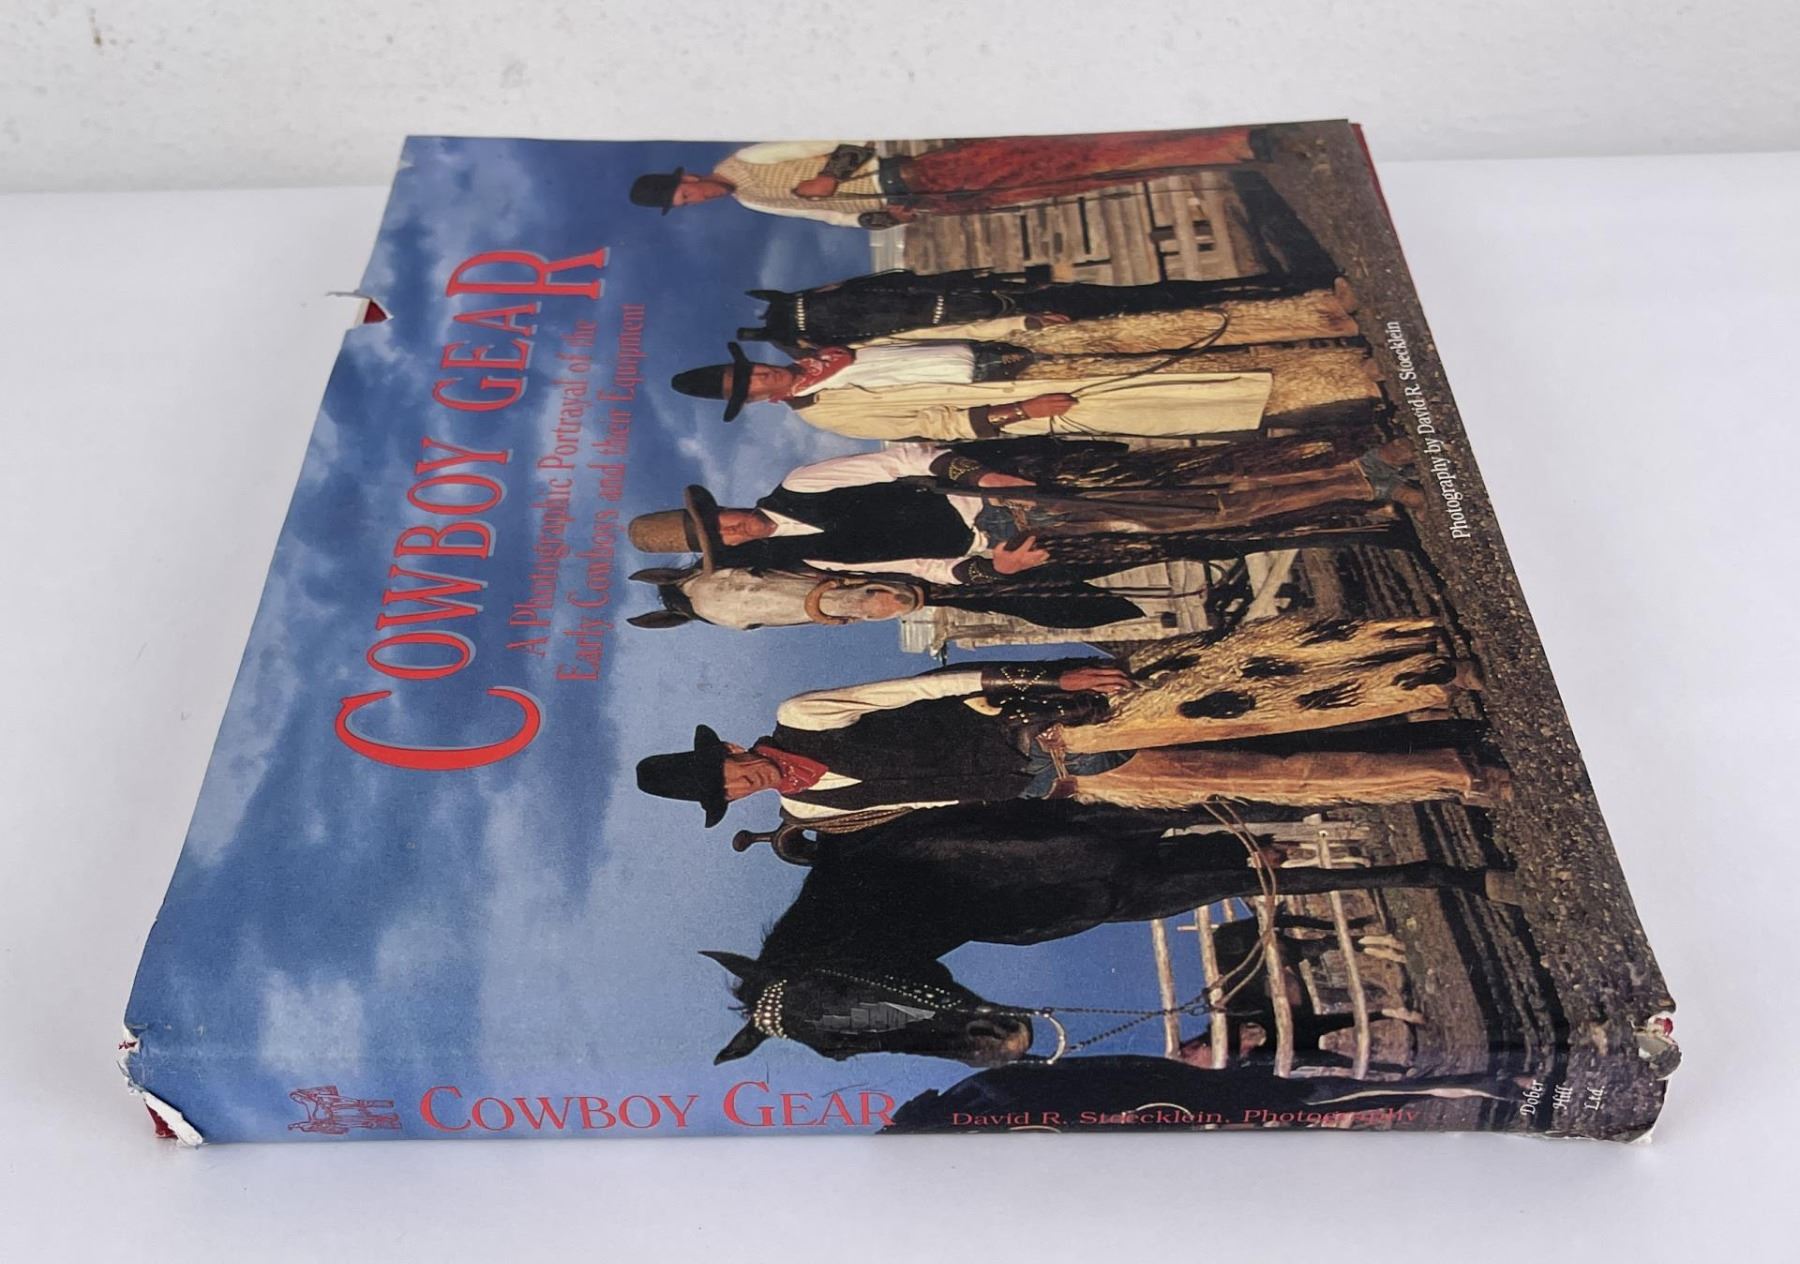 COWBOY GEAR
A Photographic Portrayal of the
Early Cowboys and their Equipment
Photography by David R. Stoecklein
COWBOY GEAR
David R. Stoecklein, Photography
Dober
Hill
Ltd.